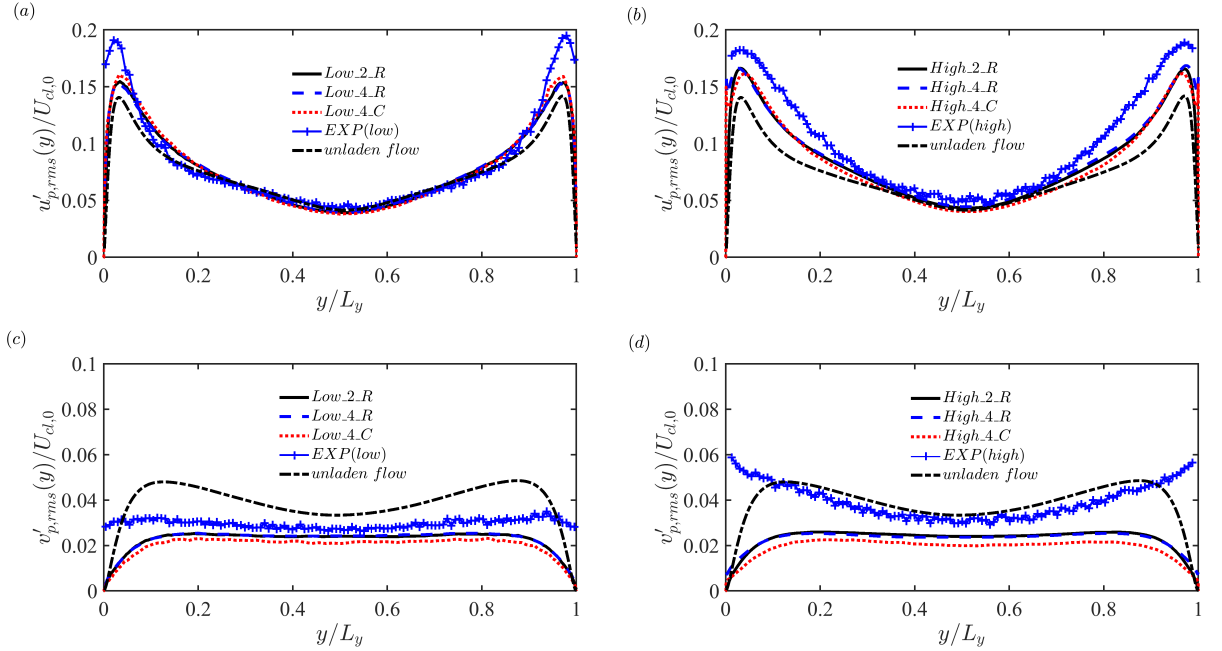 (a)
0.2
0.15
0.1
0.05
0
u′p,rms(y)/Ucl,0
Low_2_R
Low_4_R
Low_4_C
EXP(low)
unladen flow
0 0.2 0.4 0.6 0.8 1
y/Ly
(b)
0.2
0.15
0.1
0.05
0
u′p,rms(y)/Ucl,0
High_2_R
High_4_R
High_4_C
EXP(high)
unladen flow
0 0.2 0.4 0.6 0.8 1
y/Ly
(c)
0.1
0.08
0.06
0.04
0.02
0
v′p,rms(y)/Ucl,0
Low_2_R
Low_4_R
Low_4_C
EXP(low)
unladen flow
0 0.2 0.4 0.6 0.8 1
y/Ly
(d)
0.1
0.08
0.06
0.04
0.02
0
v′p,rms(y)/Ucl,0
High_2_R
High_4_R
High_4_C
EXP(high)
unladen flow
0 0.2 0.4 0.6 0.8 1
y/Ly